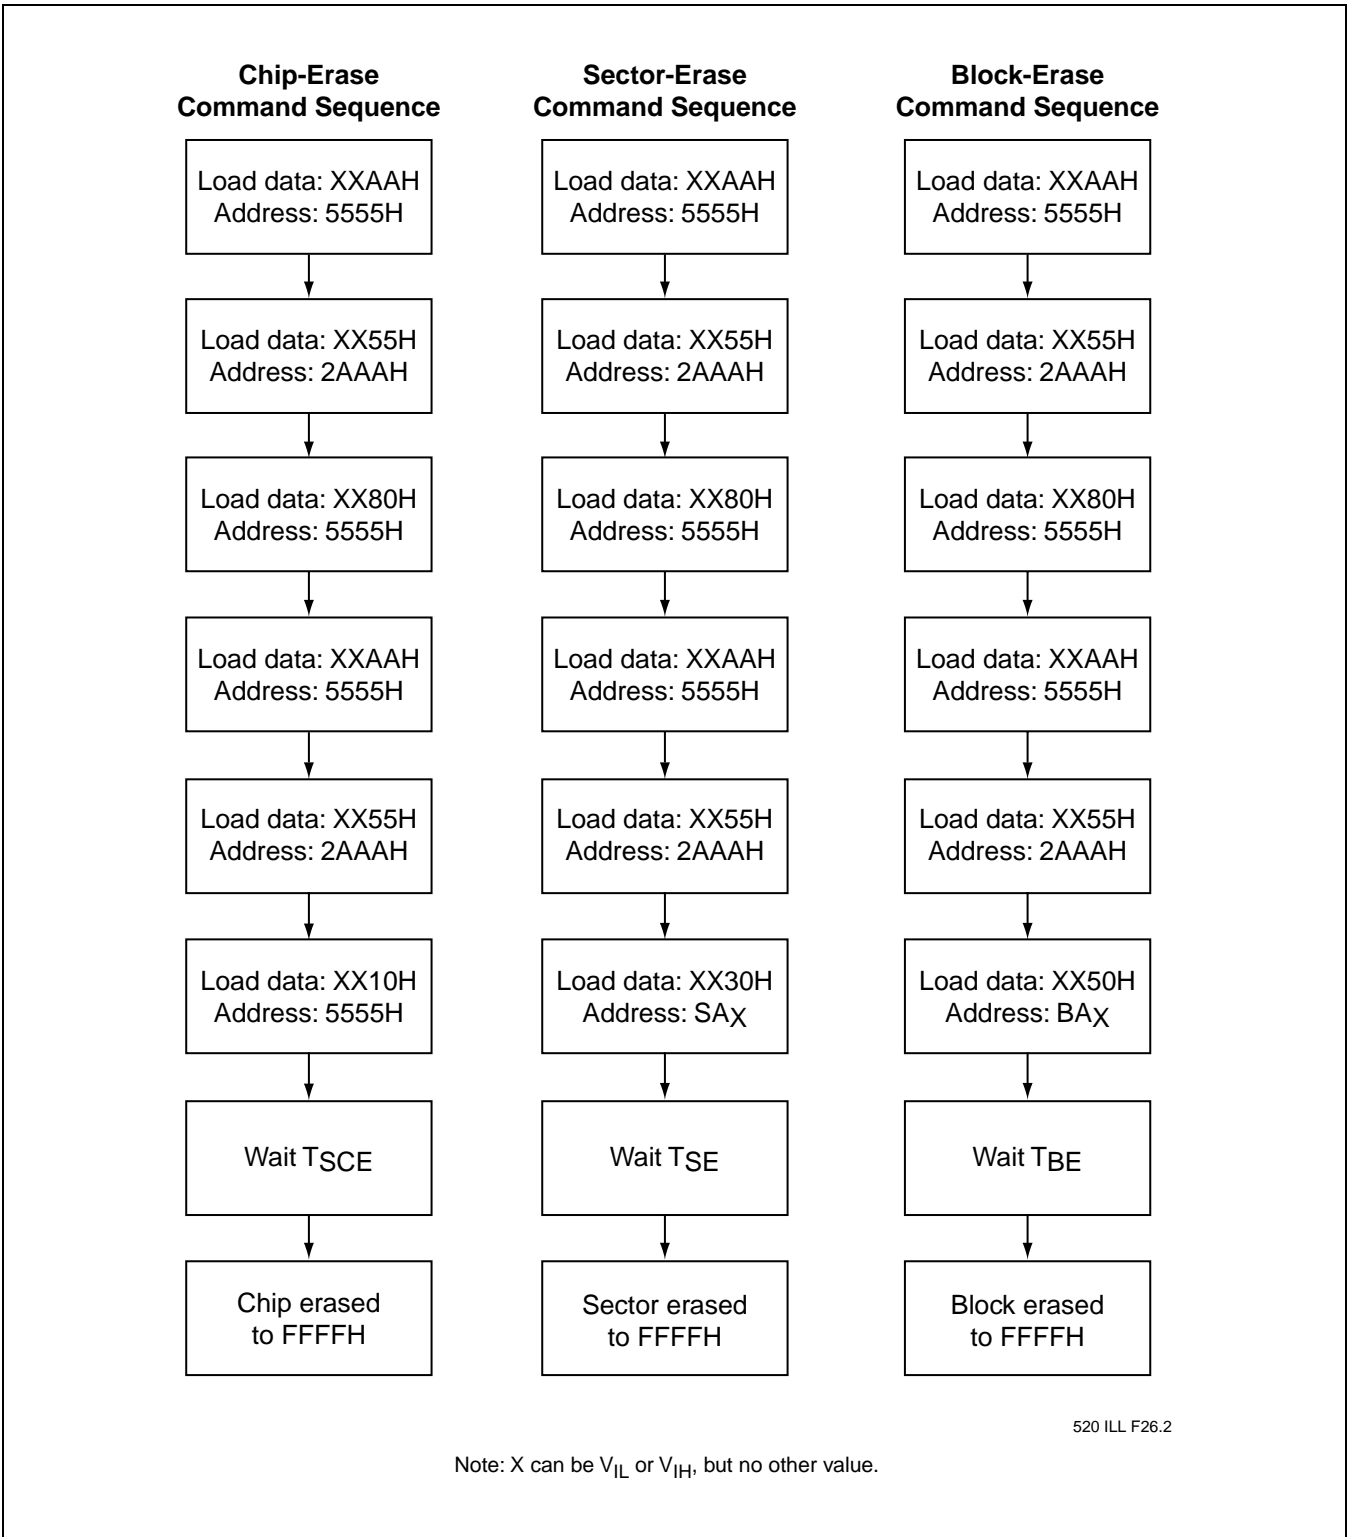 Chip-Erase
Command Sequence
Load data: XXAAH
Address: 5555H
Load data: XX55H
Address: 2AAAH
Load data: XX80H
Address: 5555H
Load data: XXAAH
Address: 5555H
Load data: XX55H
Address: 2AAAH
Load data: XX10H
Address: 5555H
Wait TSCE
Chip erased
to FFFFH
Sector-Erase
Command Sequence
Load data: XXAAH
Address: 5555H
Load data: XX55H
Address: 2AAAH
Load data: XX80H
Address: 5555H
Load data: XXAAH
Address: 5555H
Load data: XX55H
Address: 2AAAH
Load data: XX30H
Address: SAX
Wait TSE
Sector erased
to FFFFH
Block-Erase
Command Sequence
Load data: XXAAH
Address: 5555H
Load data: XX55H
Address: 2AAAH
Load data: XX80H
Address: 5555H
Load data: XXAAH
Address: 5555H
Load data: XX55H
Address: 2AAAH
Load data: XX50H
Address: BAX
Wait TBE
Block erased
to FFFFH
520 ILL F26.2
Note: X can be VIL or VIH, but no other value.